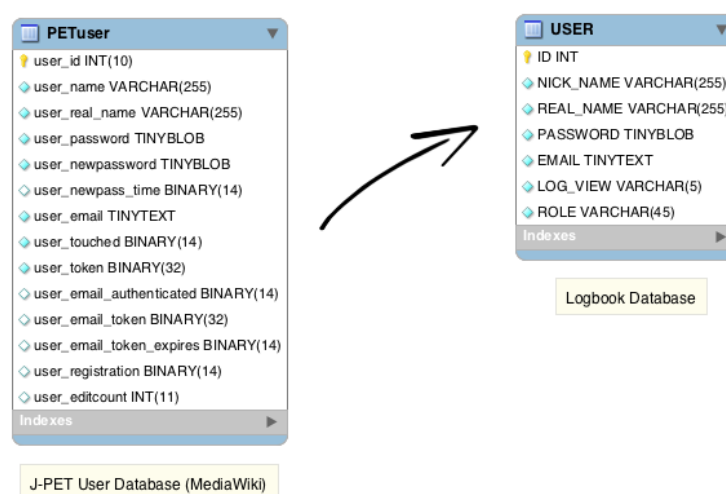 PETuser
user_id INT(10)
user_name VARCHAR(255)
user_real_name VARCHAR(255)
user_password TINYBLOB
user_newpassword TINYBLOB
user_newpass_time BINARY(14)
user_email TINYTEXT
user_touched BINARY(14)
user_token BINARY(32)
user_email_authenticated BINARY(14)
user_email_token BINARY(32)
user_email_token_expires BINARY(14)
user_registration BINARY(14)
user_editcount INT(11)
Indexes
J-PET User Database (MediaWiki)
USER
ID INT
NICK_NAME VARCHAR(255)
REAL_NAME VARCHAR(255)
PASSWORD TINYBLOB
EMAIL TINYTEXT
LOG_VIEW VARCHAR(5)
ROLE VARCHAR(45)
Indexes
Logbook Database